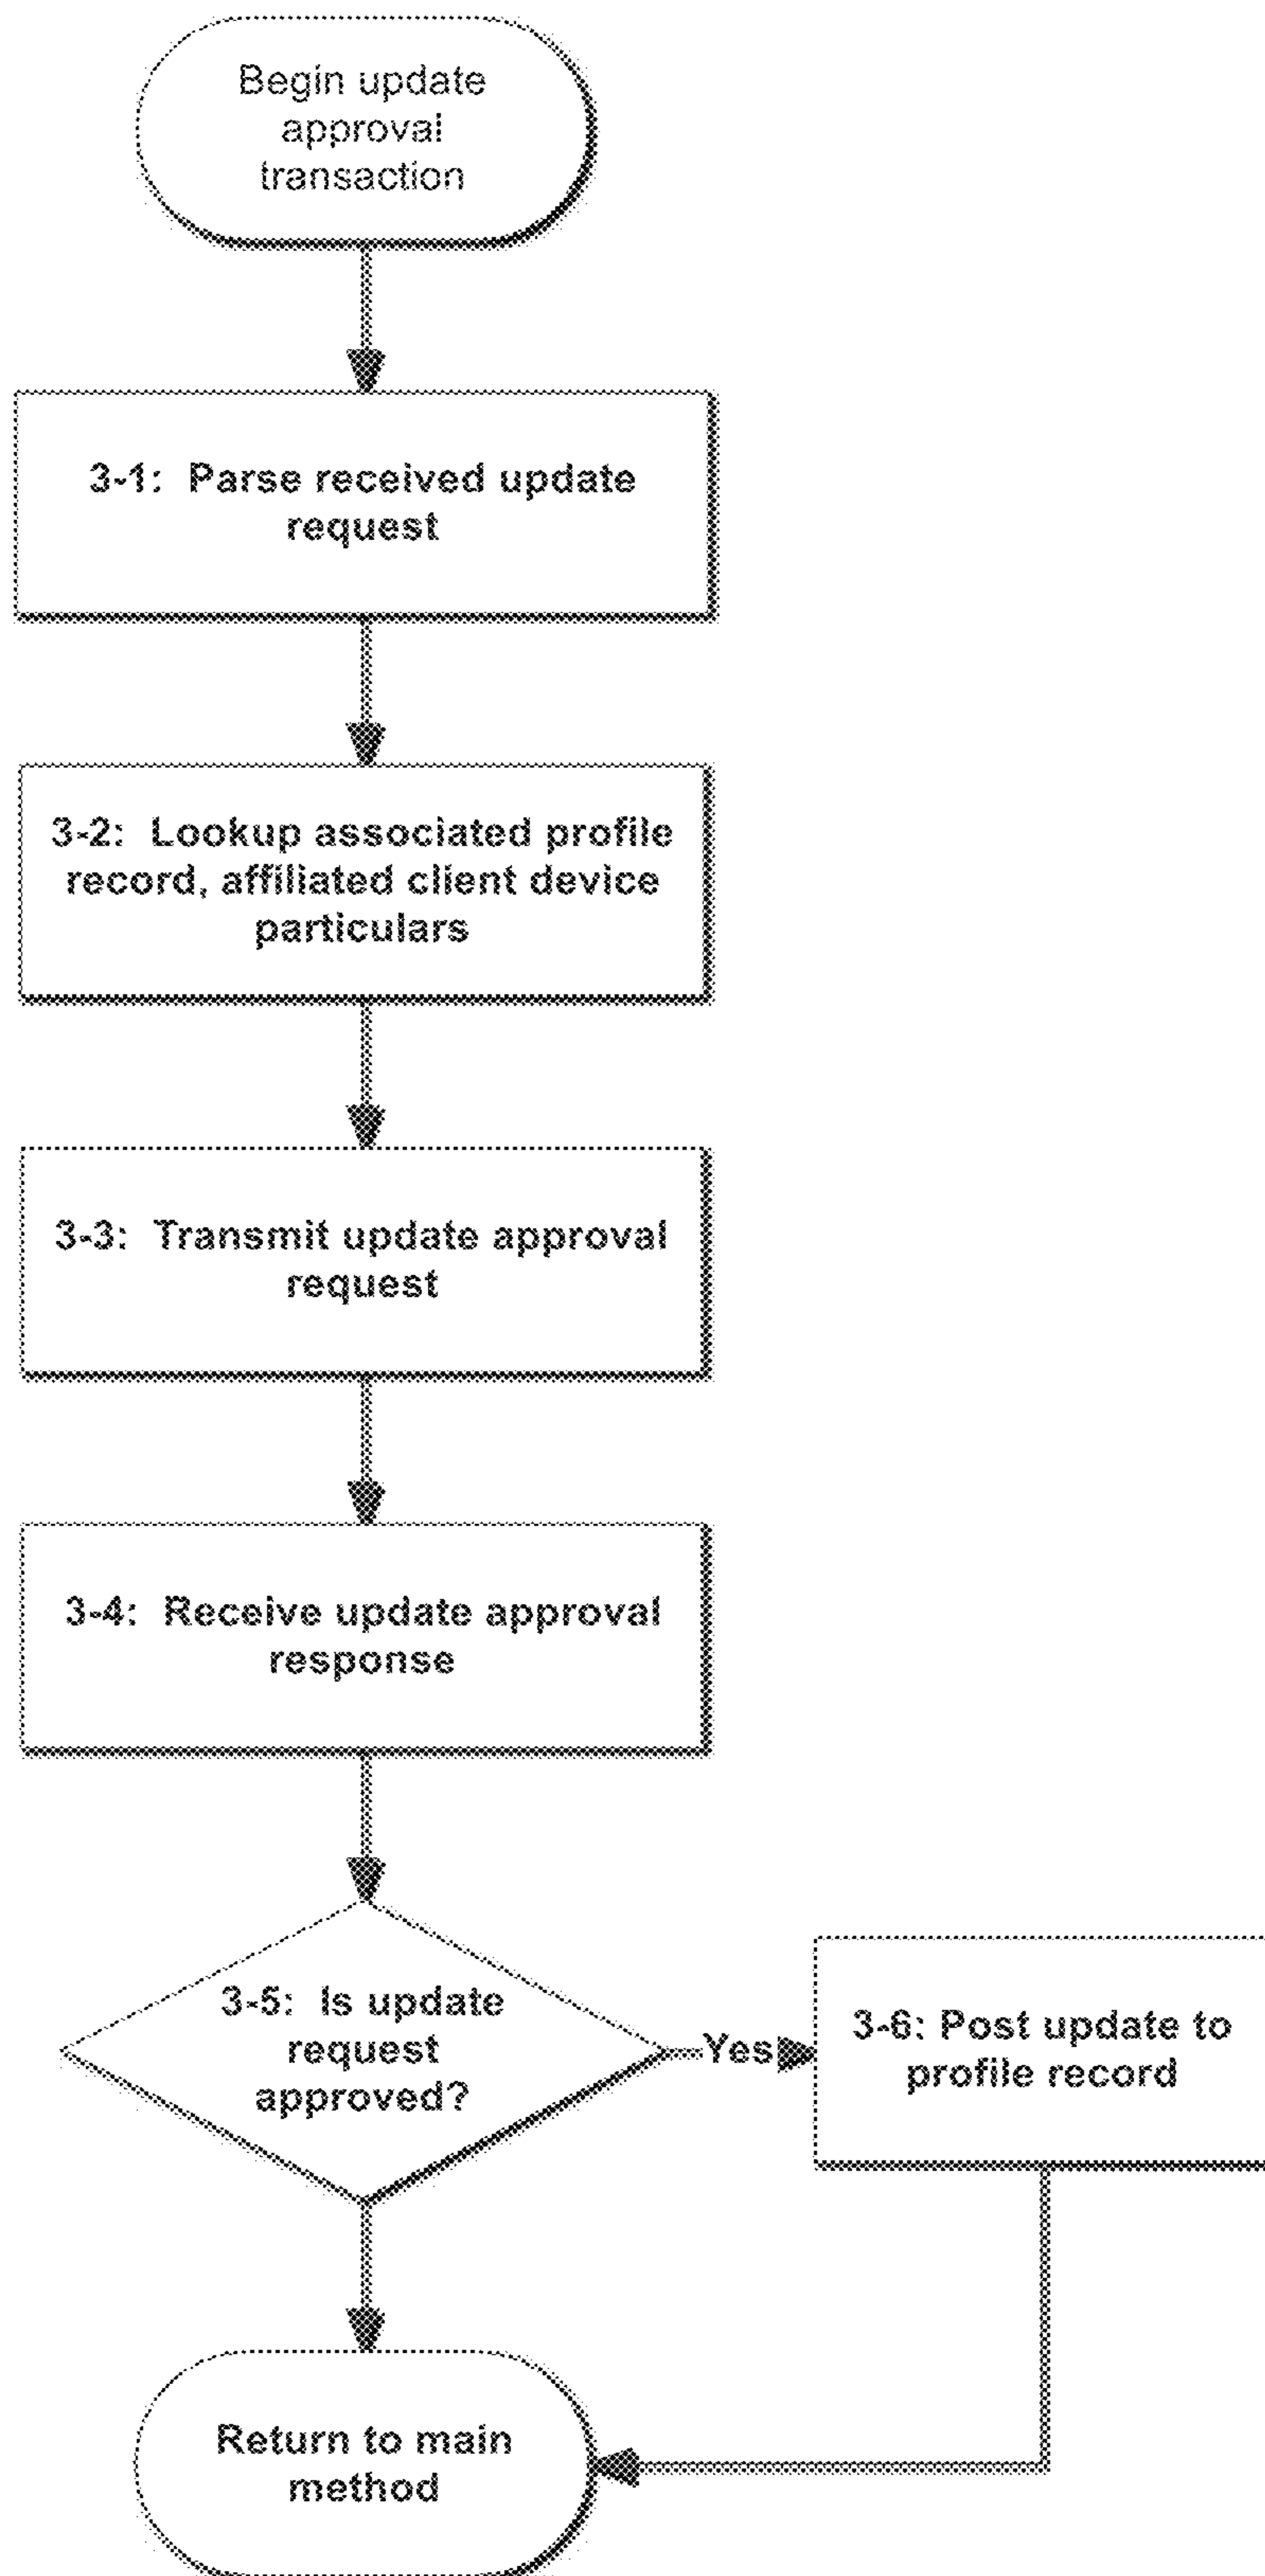 Begin update
approval
transaction
3-1: Parse received update
request
3-2: Lookup associated profile
record, affiliated client device
particulars
3-3: Transmit update approval
request
3-4: Receive update approval
response
3-5: Is update
request
approved?
Yes
3-6: Post update to
profile record
Return to main
method